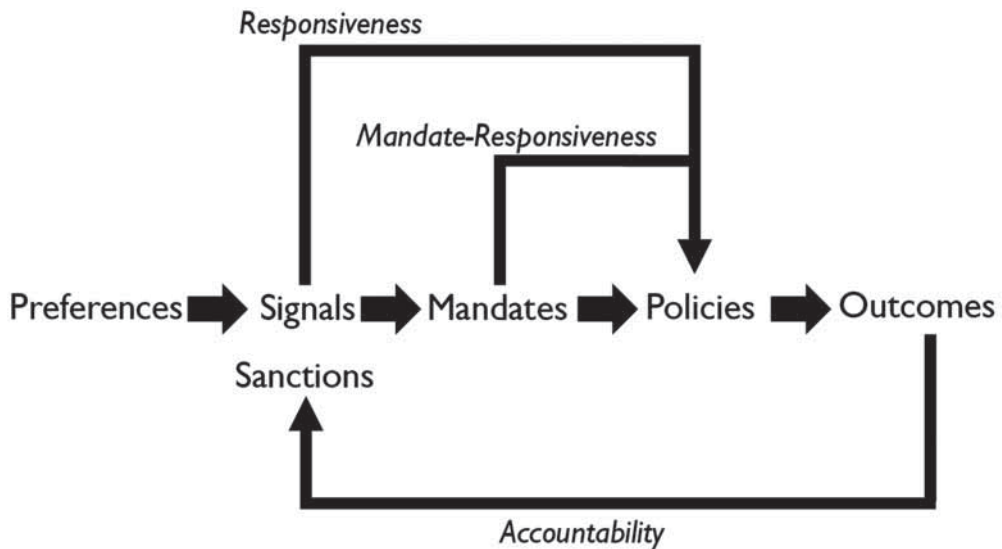 Responsiveness
Mandate-Responsiveness
Preferences Signals Mandates Policies Outcomes
Sanctions
Accountability